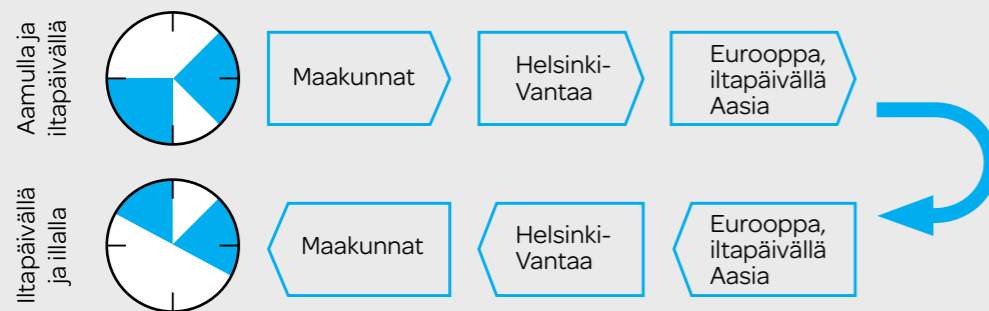 Aamulla ja
iltapäivällä
Maakunnat
Helsinki-
Vantaa
Eurooppa,
iltapäivällä
Aasia
Iltapäivällä
ja illalla
Maakunnat
Helsinki-
Vantaa
Eurooppa,
iltapäivällä
Aasia